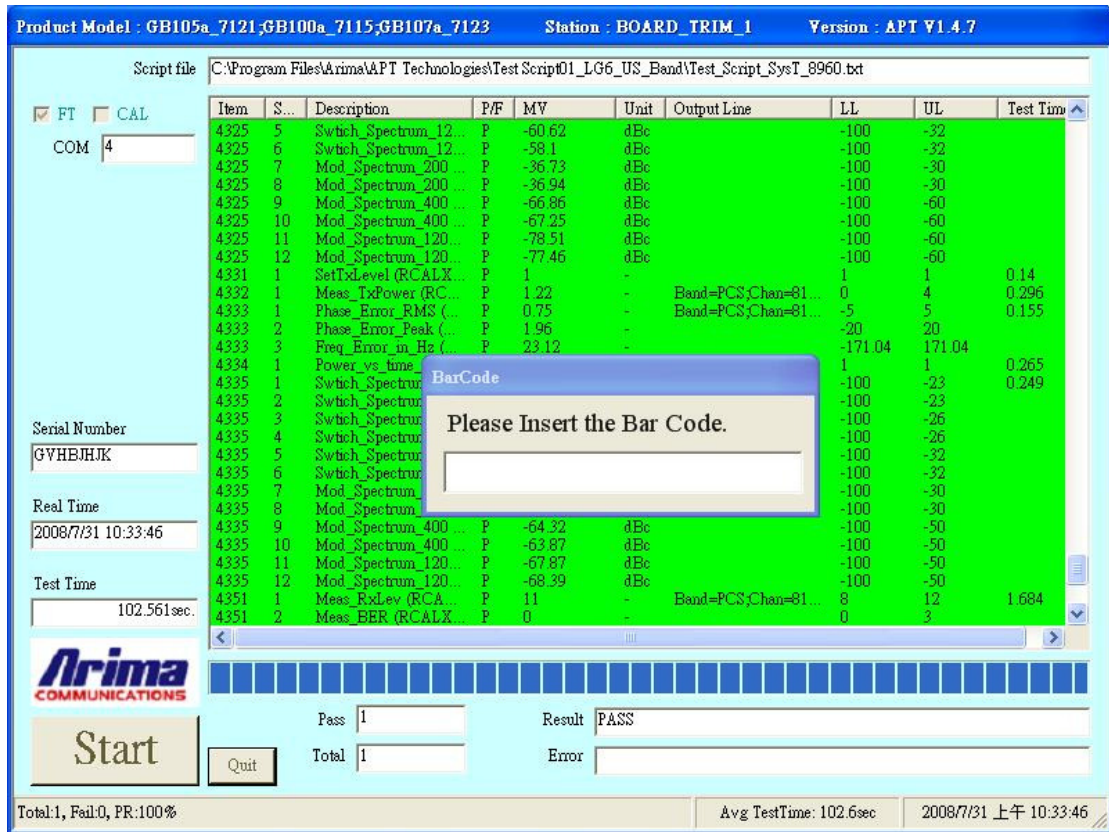 Product Model : GB105a_7121;GB100a_7115;GB107a_7123 Station : BOARD_TRIM_1 Version : APT V1.4.7
Script file C:\Program Files\Arima\APT Technologies\Test Script01_LG6_US_Band\Test_Script_SysT_8960.txt
FT CAL
COM 4
Item S... Description P/F MV Unit Output Line LL UL Test Time
4325 5 Swtich_Spectrum_12... P -60.62 dBc -100 -32
4325 6 Swtich_Spectrum_12... P -58.1 dBc -100 -32
4325 7 Mod_Spectrum_200 ... P -36.73 dBc -100 -30
4325 8 Mod_Spectrum_200 ... P -36.94 dBc -100 -30
4325 9 Mod_Spectrum_400 ... P -66.86 dBc -100 -60
4325 10 Mod_Spectrum_400 ... P -67.25 dBc -100 -60
4325 11 Mod_Spectrum_120... P -78.51 dBc -100 -60
4325 12 Mod_Spectrum_120... P -77.46 dBc -100 -60
4331 1 SetTxLevel (RCALX... P 1 - 1 1 0.14
4332 1 Meas_TxPower (RC... P 1.22 - Band=PCS;Chan=81... 0 4 0.296
4333 1 Phase_Error_RMS (... P 0.75 - Band=PCS;Chan=81... -5 5 0.155
4333 2 Phase_Error_Peak (... P 1.96 - -20 20
4333 3 Freq_Error_in_Hz (... P 23.12 - -171.04 171.04
4334 1 Power_vs_time_ 1 1 0.265
4335 1 Swtich_Spectrum -100 -23 0.249
4335 2 Swtich_Spectrum -100 -23
4335 3 Swtich_Spectrum -100 -26
4335 4 Swtich_Spectrum -100 -26
4335 5 Swtich_Spectrum -100 -32
4335 6 Swtich_Spectrum -100 -32
4335 7 Mod_Spectrum_ -100 -30
4335 8 Mod_Spectrum_ -100 -30
4335 9 Mod_Spectrum_400 ... P -64.32 dBc -100 -50
4335 10 Mod_Spectrum_400 ... P -63.87 dBc -100 -50
4335 11 Mod_Spectrum_120... P -67.87 dBc -100 -50
4335 12 Mod_Spectrum_120... P -68.39 dBc -100 -50
4351 1 Meas_RxLev (RCA... P 11 - Band=PCS;Chan=81... 8 12 1.684
4351 2 Meas_BER (RCALX... P 0 - 0 3
BarCode
Please Insert the Bar Code.
Serial Number
GVHBJHJK
Real Time
2008/7/31 10:33:46
Test Time
102.561sec.
Arima
COMMUNICATIONS
Start
Quit
Pass 1
Total 1
Result PASS
Error
Total:1, Fail:0, PR:100% Avg TestTime: 102.6sec 2008/7/31 上午 10:33:46